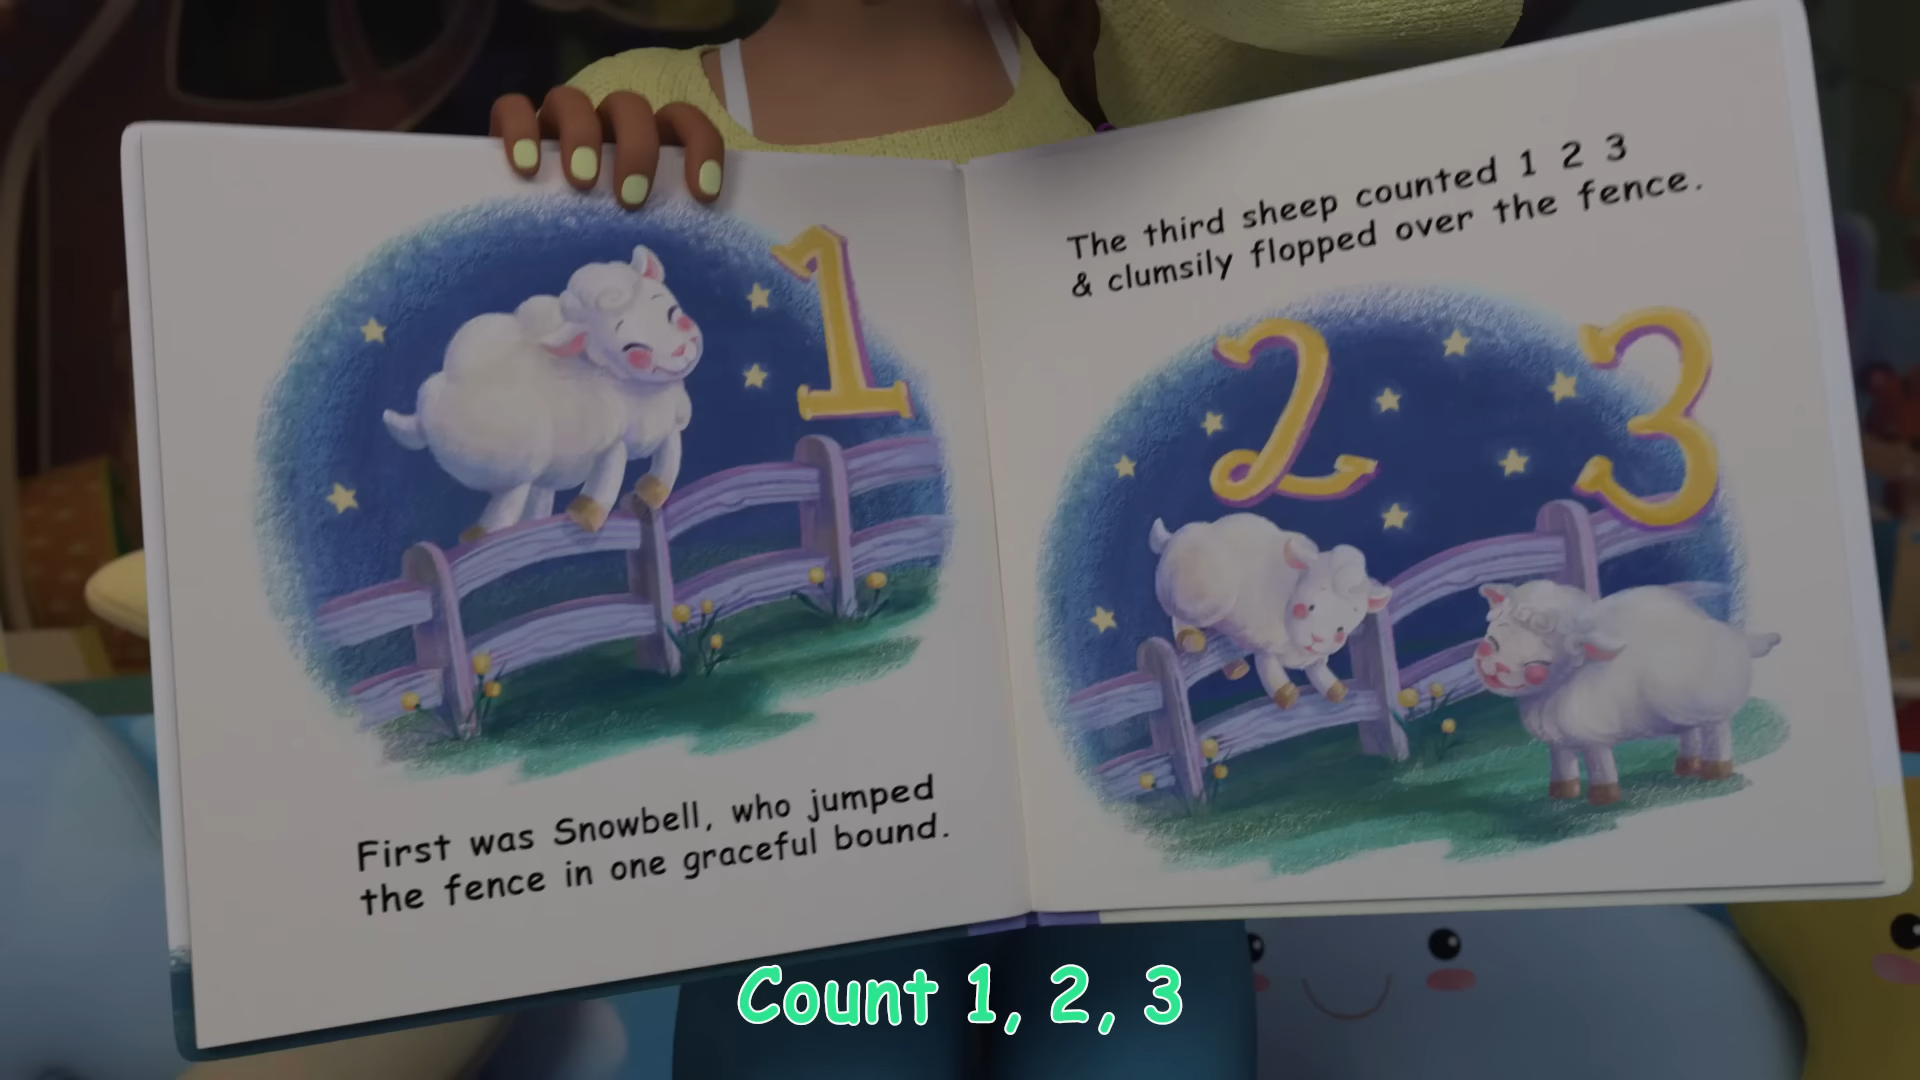 1
First was Snowbell, who jumped
the fence in one graceful bound.
The third sheep counted 1 2 3
& clumsily flopped over the fence.
2 3
Count 1, 2, 3